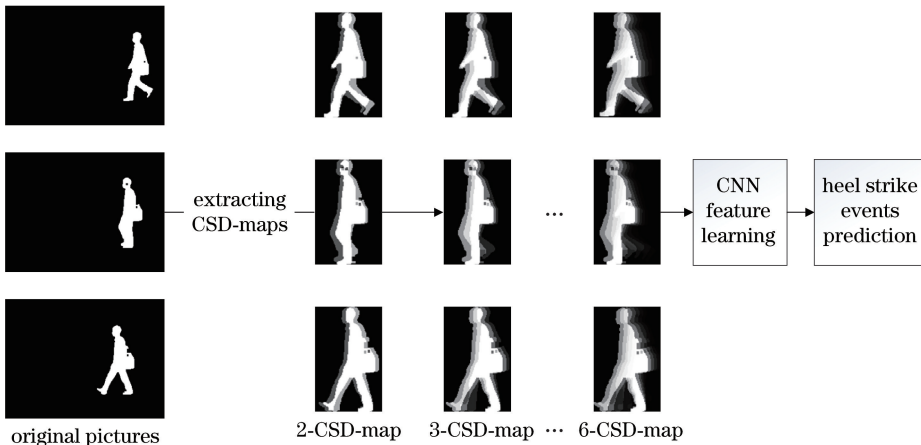 extracting
CSD-maps
...
CNN
feature
learning
heel strike
events
prediction
original pictures
2-CSD-map 3-CSD-map ... 6-CSD-map